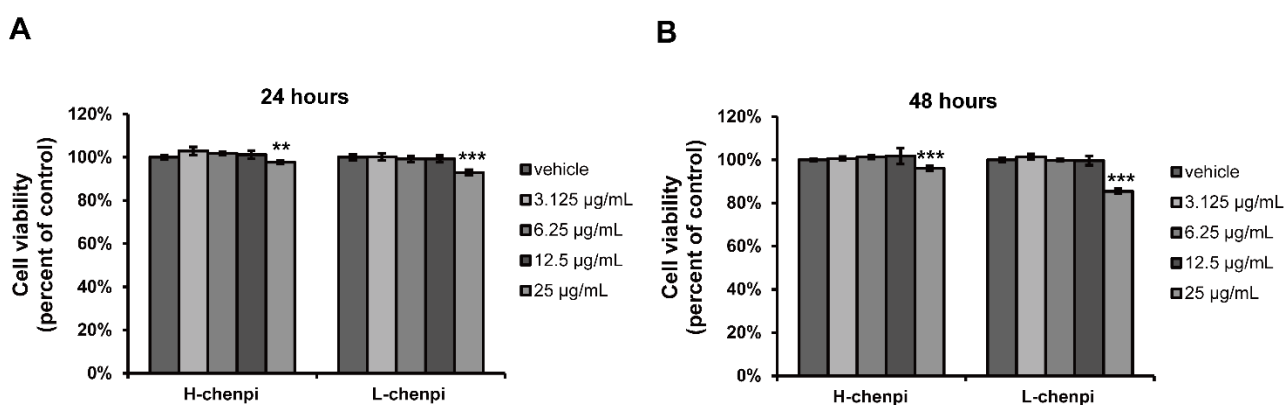 A
24 hours
120%
100%
80%
60%
40%
20%
0%
Cell viability
(percent of control)
**
***
H-chenpi
L-chenpi
vehicle
3.125 µg/mL
6.25 µg/mL
12.5 µg/mL
25 µg/mL
B
48 hours
120%
100%
80%
60%
40%
20%
0%
Cell viability
(percent of control)
***
***
H-chenpi
L-chenpi
vehicle
3.125 µg/mL
6.25 µg/mL
12.5 µg/mL
25 µg/mL